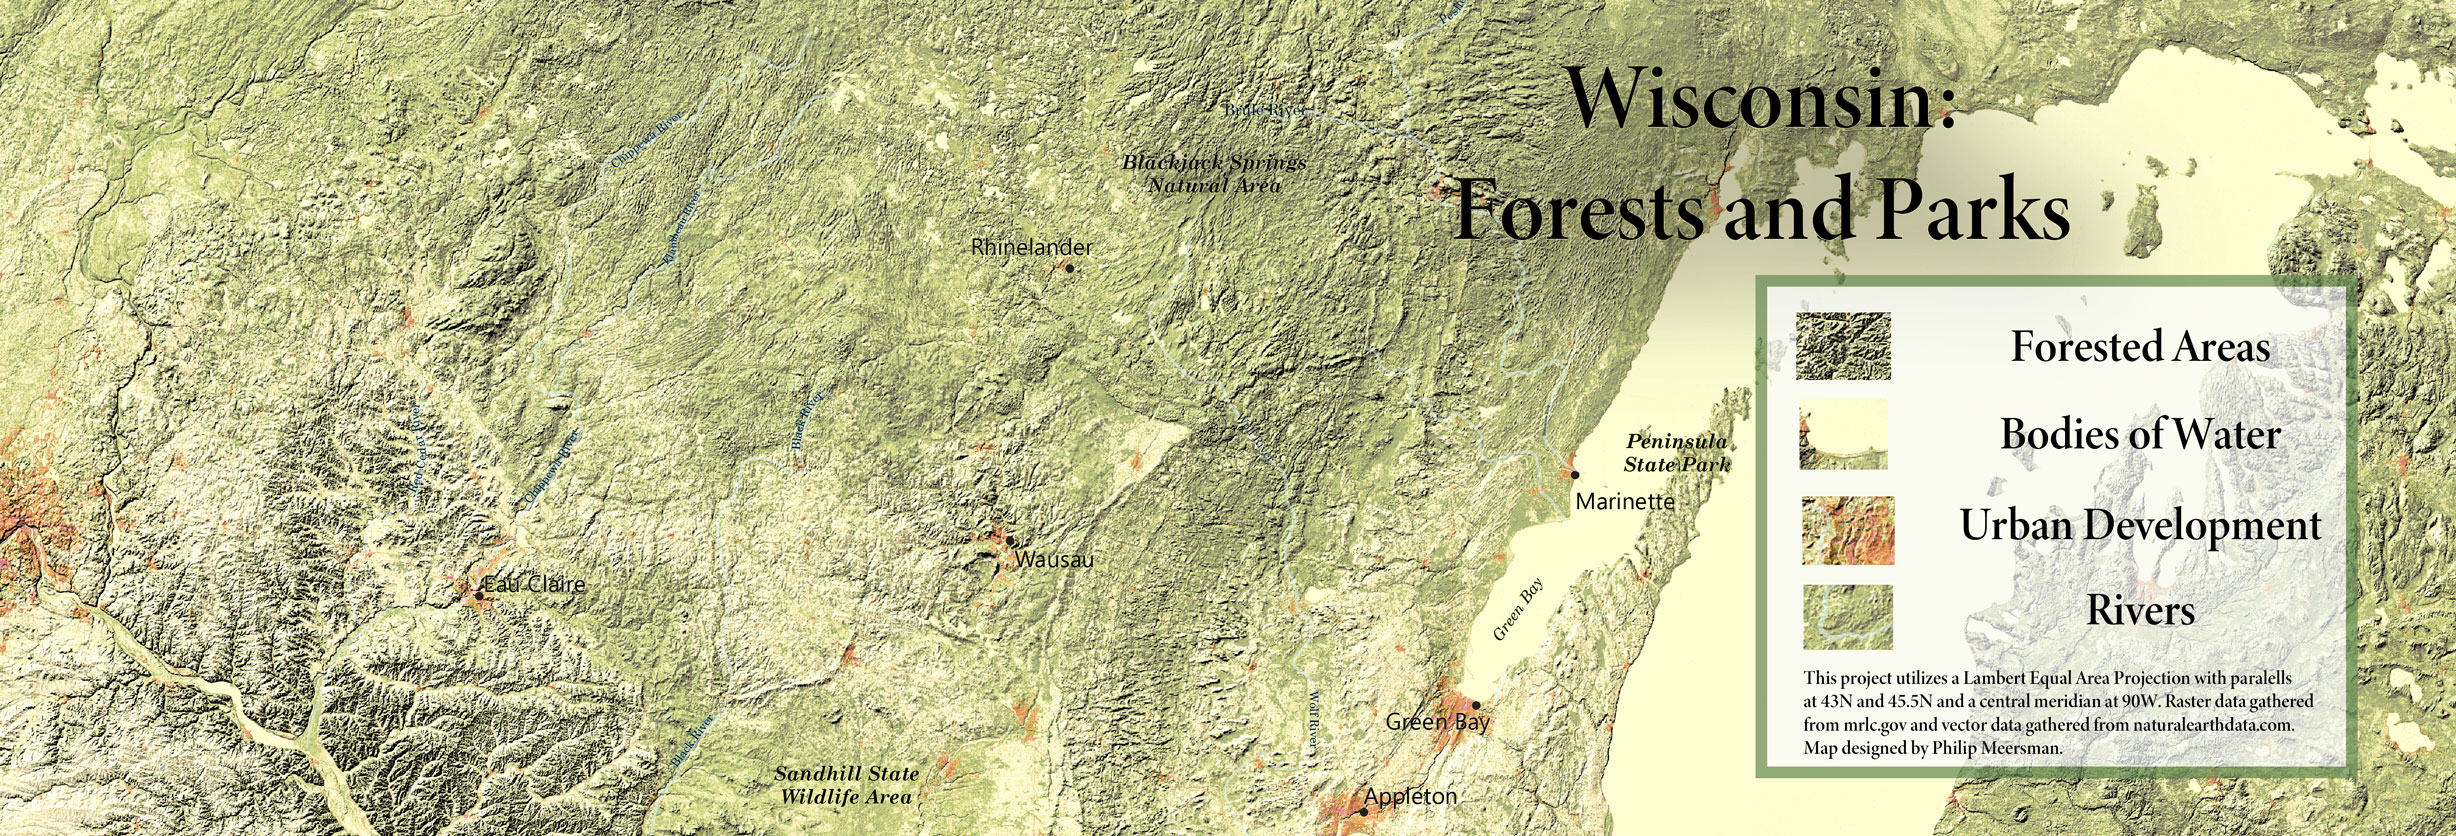 Wisconsin:
Forests and Parks
Brule River
Chippewa River
Blackjack Springs
Natural Area
Flambeau River
Rhinelander
Forested Areas
Black River
Red Cedar River
Chippewa River
Wolf River
Peninsula
State Park
Bodies of Water
Marinette
Urban Development
Wausau
Eau Claire
Green Bay
Rivers
This project utilizes a Lambert Equal Area Projection with paralells
at 43N and 45.5N and a central meridian at 90W. Raster data gathered
from mrlc.gov and vector data gathered from naturalearthdata.com.
Map designed by Philip Meersman.
Green Bay
Wolf River
Black River
Sandhill State
Wildlife Area
Appleton